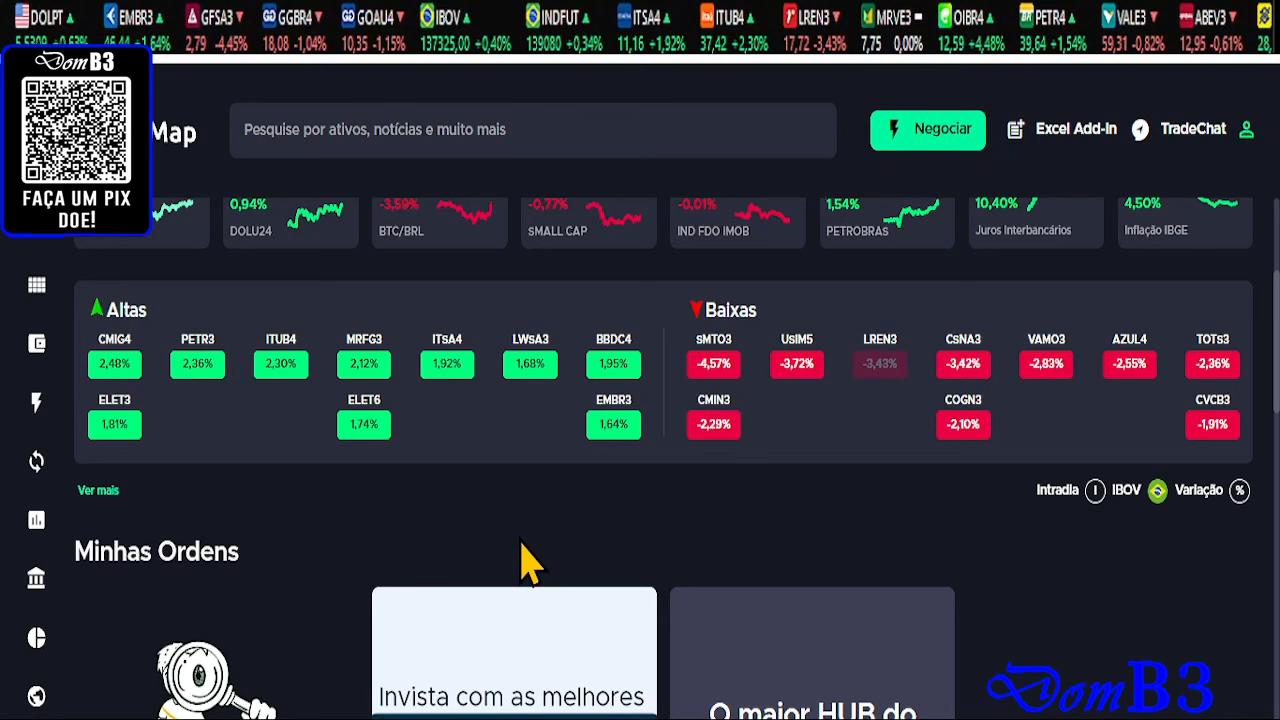 DOLPT EMBR3 GFSA3 GGBR4 GOAU4 IBOV INDFUT ITSA4 ITUB4 LREN3 MRVE3 OIBR4 PETR4 VALE3 ABEV3
5,5309 +0,63% 46,44 +1,64% 2,79 -4,45% 18,08 -1,04% 10,35 -1,15% 137325,00 +0,40% 139080 +0,34% 11,16 +1,92% 37,42 +2,30% 17,72 -3,43% 7,75 0,00% 12,59 +4,48% 39,64 +1,54% 59,31 -0,82% 12,95 -0,61% 28,
DomB3
FAÇA UM PIX
DOE!
Map
Pesquise por ativos, notícias e muito mais
Negociar
Excel Add-In
TradeChat
0,94% -3,59% -0,77% -0,01% 1,54% 10,40% 4,50%
DOLU24 BTC/BRL SMALL CAP IND FDO IMOB PETROBRAS Juros Interbancários Inflação IBGE
Altas
CMIG4 PETR3 ITUB4 MRFG3 ITsA4 LWsA3 BBDC4
2,48% 2,36% 2,30% 2,12% 1,92% 1,68% 1,95%
ELET3 ELET6 EMBR3
1,81% 1,74% 1,64%
Baixas
sMTO3 UsIM5 LREN3 CsNA3 VAMO3 AZUL4 TOTs3
-4,57% -3,72% -3,43% -3,42% -2,83% -2,55% -2,36%
CMIN3 COGN3 CVCB3
-2,29% -2,10% -1,91%
Ver mais
Intradia I IBOV Variação %
Minhas Ordens
Invista com as melhores
O maior HUB do
DomB3